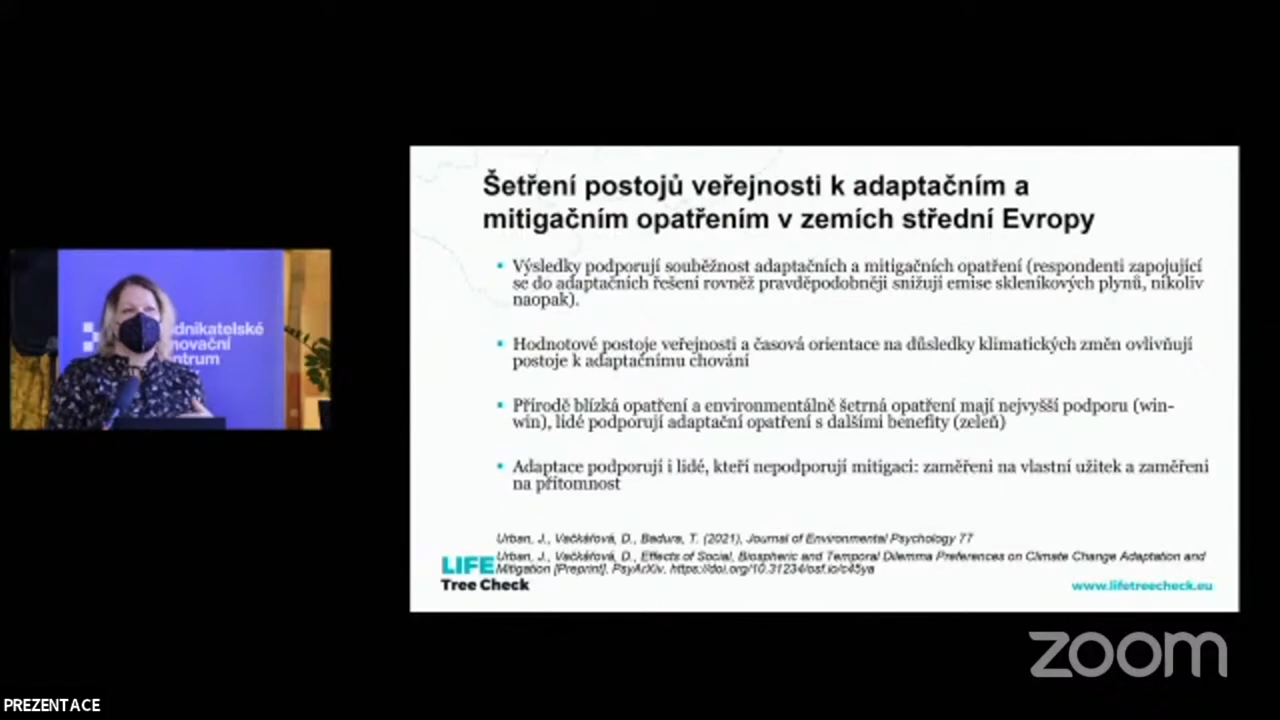 Šetření postojů veřejnosti k adaptačním a
mitigačním opatřením v zemích střední Evropy
Výsledky podporují souběžnost adaptačních a mitigačních opatření (respondenti zapojující
se do adaptačních řešení rovněž pravděpodobněji snižují emise skleníkových plynů, nikoliv
naopak).
Hodnotové postoje veřejnosti a časová orientace na důsledky klimatických změn ovlivňují
postoje k adaptačnímu chování
Přírodě blízká opatření a environmentálně šetrná opatření mají nejvyšší podporu (win-
win), lidé podporují adaptační opatření s dalšími benefity (zeleň)
Adaptace podporují i lidé, kteří nepodporují mitigaci: zaměřeni na vlastní užitek a zaměřeni
na přítomnost
Urban, J., Vačkářová, D., Badura, T. (2021), Journal of Environmental Psychology 77
Urban, J., Vačkářová, D., Effects of Social, Biospheric and Temporal Dilemma Preferences on Climate Change Adaptation and
Mitigation [Preprint]. PsyArXiv. https://doi.org/10.31234/osf.io/c45ya
LIFE
Tree Check
www.lifetreecheck.eu
dnikatelské
novační
entrum
zoom
PREZENTACE